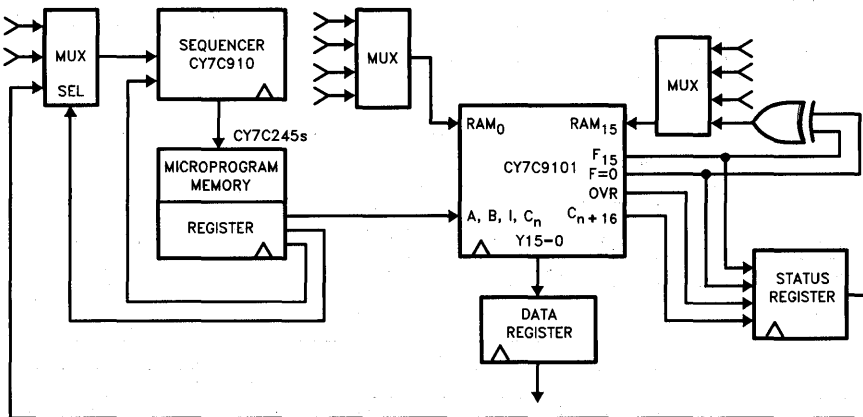 MUX
SEL
SEQUENCER
CY7C910
CY7C245s
MICROPROGRAM
MEMORY
REGISTER
MUX
MUX
RAM0
RAM15
CY7C9101
F15
F=0
OVR
A, B, I, Cn
Cn + 16
Y15-0
DATA
REGISTER
STATUS
REGISTER